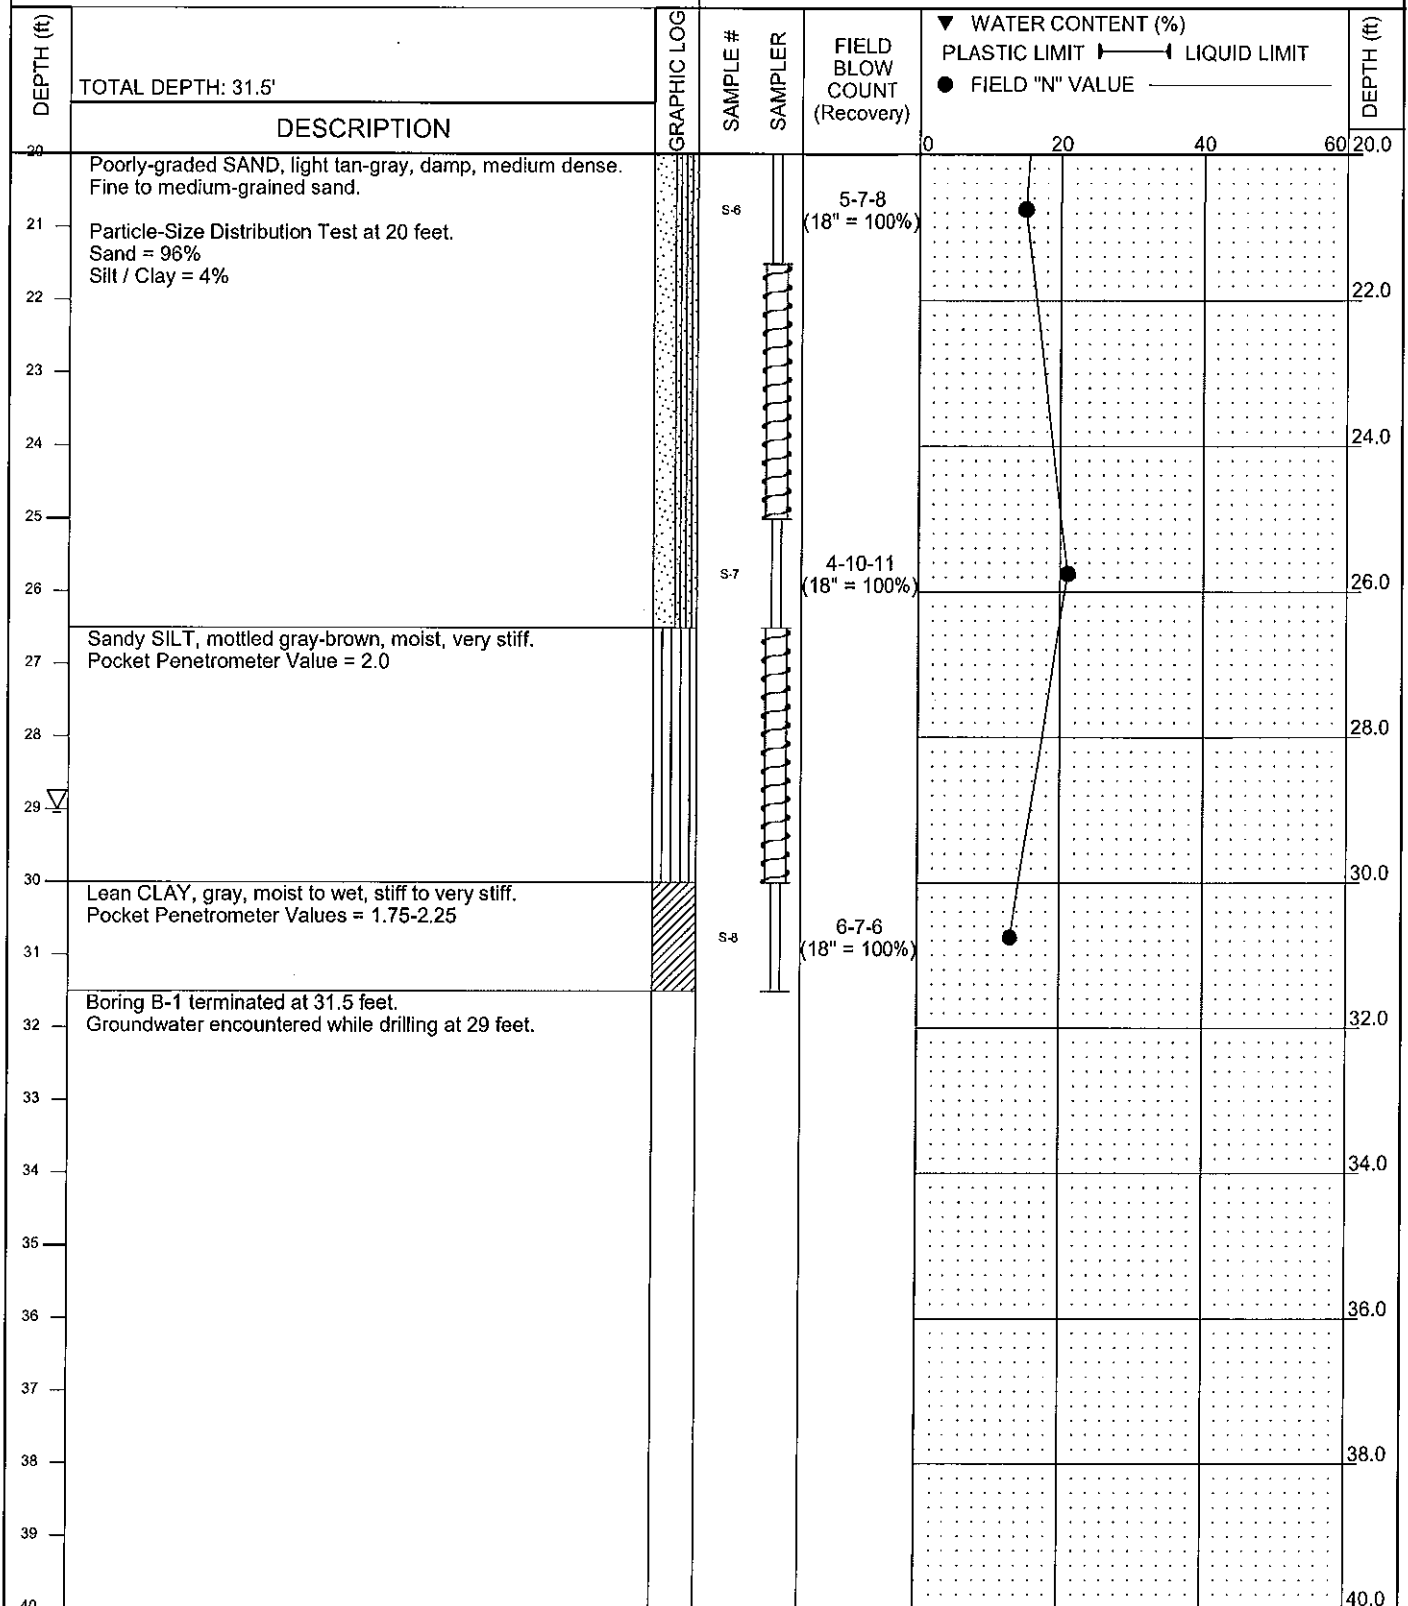 DEPTH (ft)
TOTAL DEPTH: 31.5'
DESCRIPTION
GRAPHIC LOG
SAMPLE #
SAMPLER
FIELD
BLOW
COUNT
(Recovery)
▼ WATER CONTENT (%)
PLASTIC LIMIT LIQUID LIMIT
● FIELD "N" VALUE
DEPTH (ft)
0 20 40 60
20 20.0
Poorly-graded SAND, light tan-gray, damp, medium dense.
Fine to medium-grained sand.
S-6
5-7-8
(18" = 100%)
21
Particle-Size Distribution Test at 20 feet.
Sand = 96%
Silt / Clay = 4%
22 22.0
23
24 24.0
25
S-7
4-10-11
(18" = 100%)
26 26.0
Sandy SILT, mottled gray-brown, moist, very stiff.
27
Pocket Penetrometer Value = 2.0
28 28.0
29
30 30.0
Lean CLAY, gray, moist to wet, stiff to very stiff.
Pocket Penetrometer Values = 1.75-2.25
S-8
6-7-6
(18" = 100%)
31
Boring B-1 terminated at 31.5 feet.
32 32.0
Groundwater encountered while drilling at 29 feet.
33
34 34.0
35
36 36.0
37
38 38.0
39
40 40.0